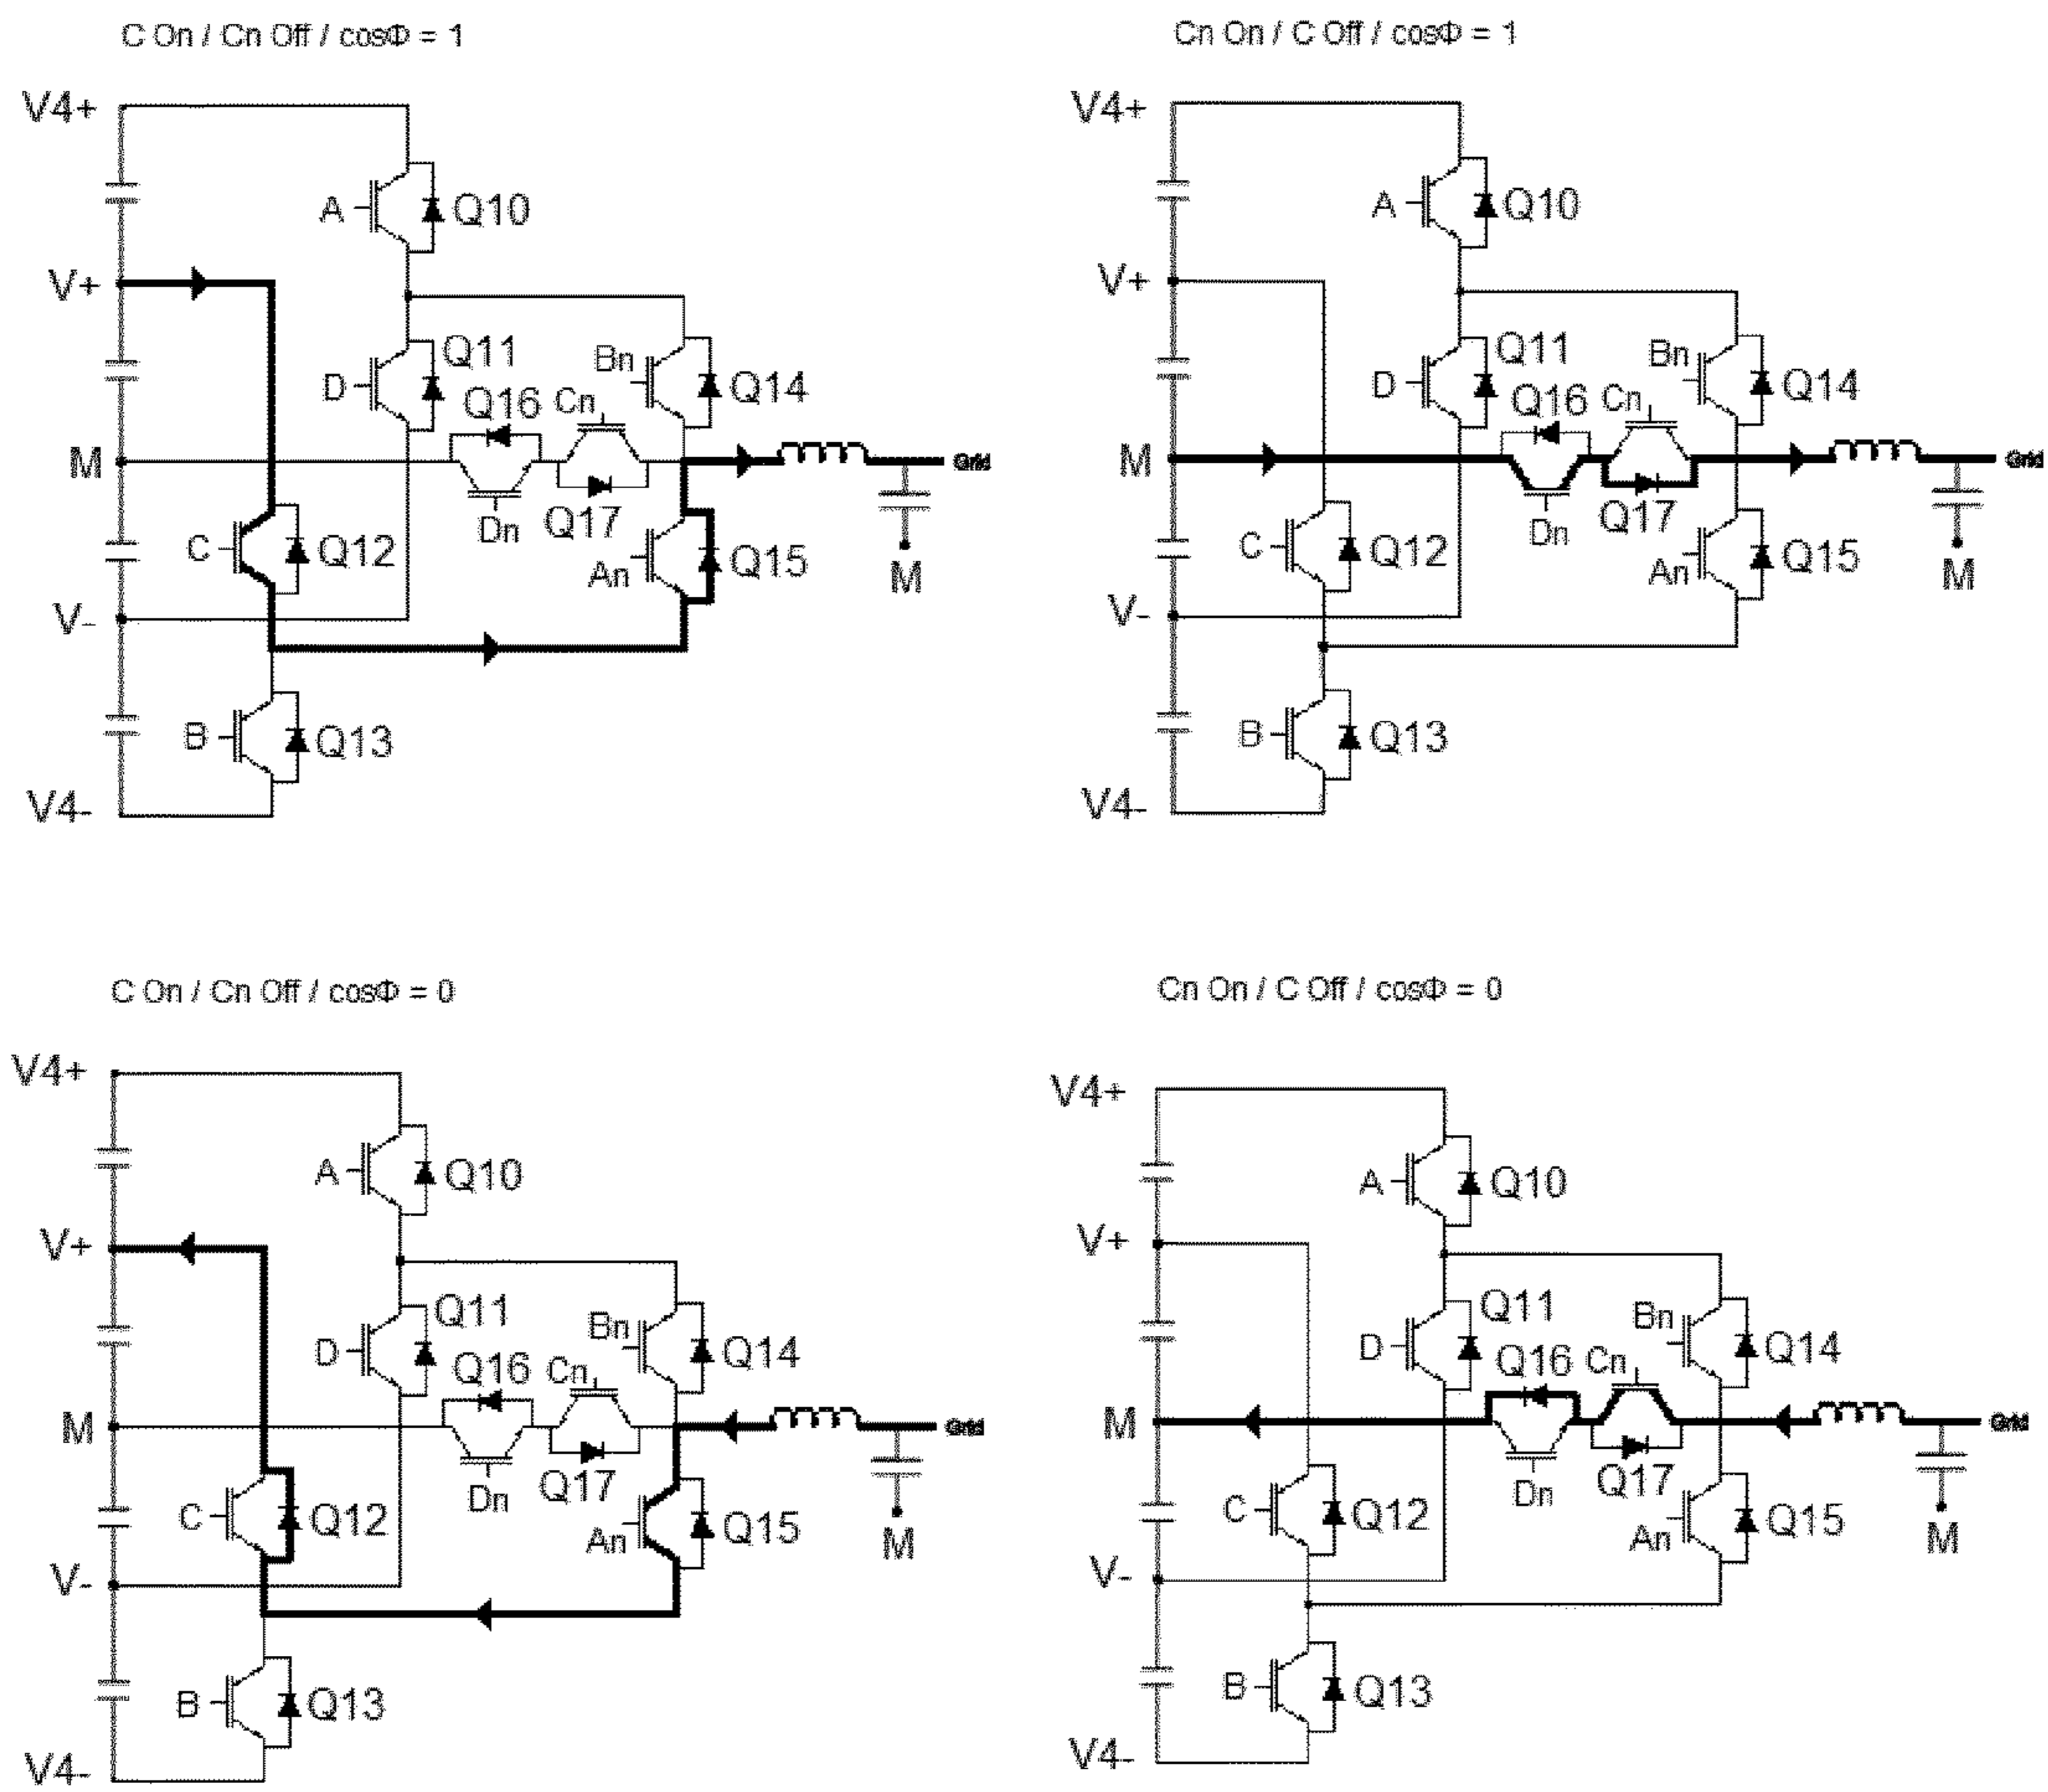 C On / Cn Off / cosΦ = 1
V4+
A
Q10
V+
Q11
Bn
D
Q16
Cn
Q14
M
Grid
Dn
Q17
C
Q12
An
Q15
M
V-
B
Q13
V4-
Cn On / C Off / cosΦ = 1
V4+
A
Q10
V+
Q11
Bn
D
Q16
Cn
Q14
M
Grid
Dn
Q17
C
Q12
An
Q15
M
V-
B
Q13
V4-
C On / Cn Off / cosΦ = 0
V4+
A
Q10
V+
Q11
Bn
D
Q16
Cn
Q14
M
Grid
Dn
Q17
C
Q12
An
Q15
M
V-
B
Q13
V4-
Cn On / C Off / cosΦ = 0
V4+
A
Q10
V+
Q11
Bn
D
Q16
Cn
Q14
M
Grid
Dn
Q17
C
Q12
An
Q15
M
V-
B
Q13
V4-